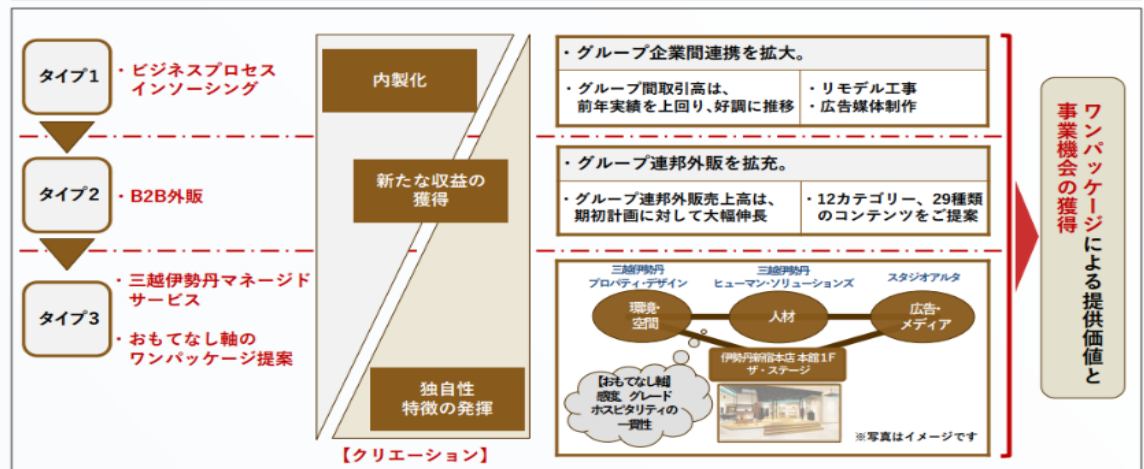 タイプ1
・ビジネスプロセス
インソーシング
内製化
・グループ企業間連携を拡大。
・グループ間取引高は、
前年実績を上回り、好調に推移
・リモデル工事
・広告媒体制作
タイプ2
・B2B外販
新たな収益の
獲得
・グループ連邦外販を拡充。
・グループ連邦外販売上高は、
期初計画に対して大幅伸長
・12カテゴリー、29種類
のコンテンツをご提案
タイプ3
・三越伊勢丹マネージド
サービス
・おもてなし軸の
ワンパッケージ提案
独自性
特徴の発揮
【クリエーション】
三越伊勢丹
プロパティ・デザイン
三越伊勢丹
ヒューマン・ソリューションズ
スタジオアルタ
環境・
空間
人材
広告・
メディア
伊勢丹新宿本店 本館1F
ザ・ステージ
【おもてなし軸】
感度、グレード
ホスピタリティの
一貫性
※写真はイメージです
ワンパッケージによる提供価値と
事業機会の獲得